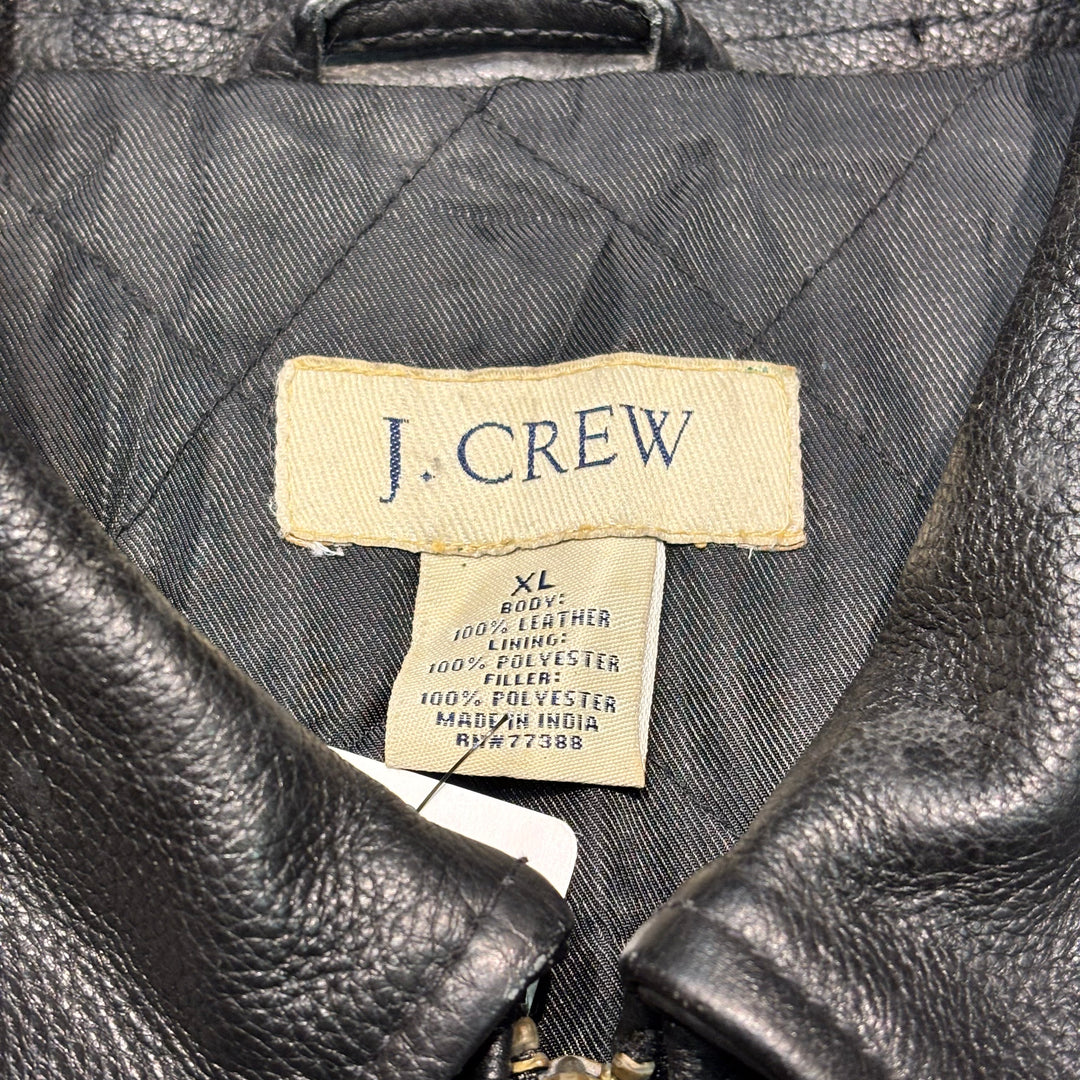 J. CREW
XL
BODY:
100% LEATHER
LINING:
100% POLYESTER
FILLER:
100% POLYESTER
MADE IN INDIA
RN#77388